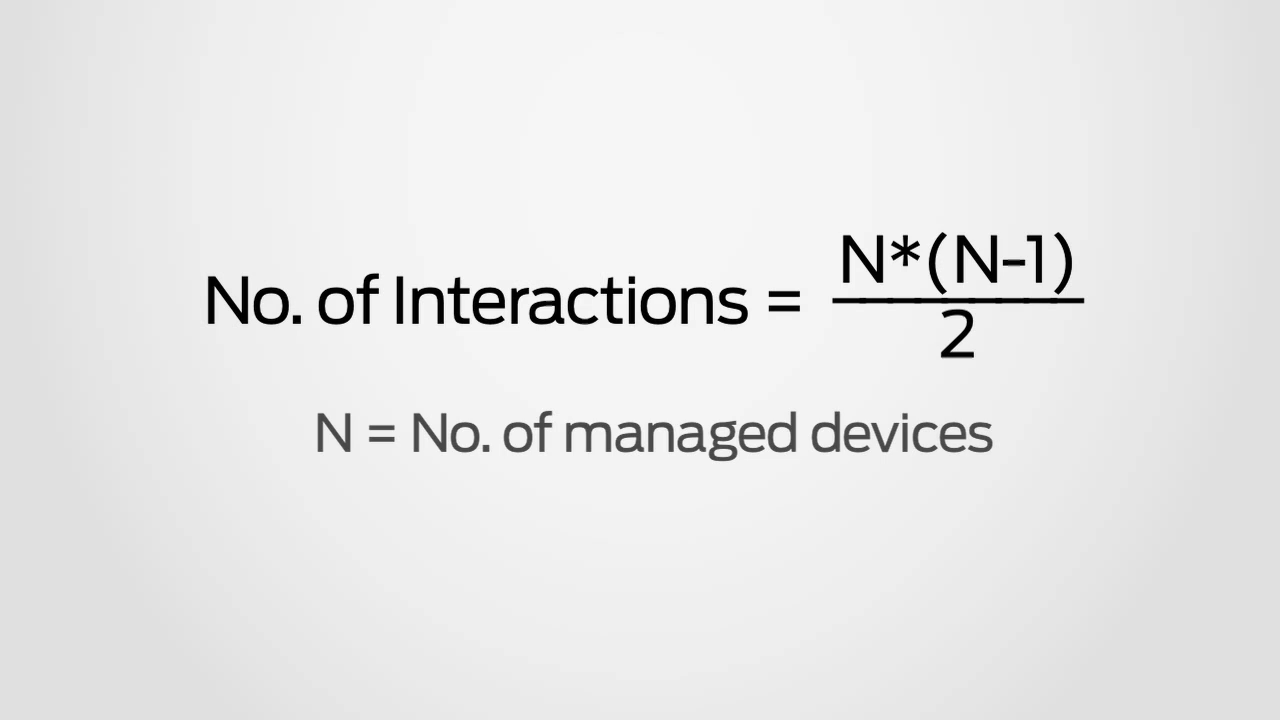 No. of Interactions = N*(N-1)
2
N = No. of managed devices